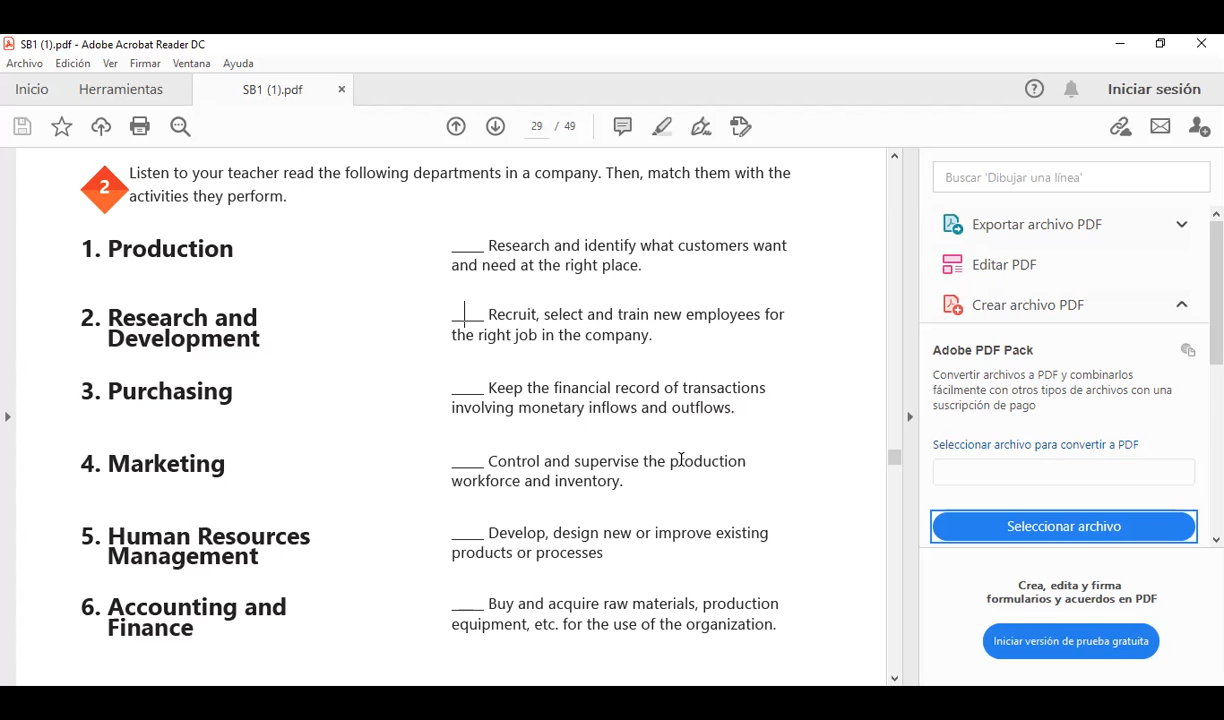 SB1 (1).pdf - Adobe Acrobat Reader DC
Archivo Edición Ver Firmar Ventana Ayuda
Inicio Herramientas SB1 (1).pdf × Iniciar sesión
29 / 49
2
Listen to your teacher read the following departments in a company. Then, match them with the
activities they perform.
1. Production
____ Research and identify what customers want
and need at the right place.
2. Research and
Development
____ Recruit, select and train new employees for
the right job in the company.
3. Purchasing
____ Keep the financial record of transactions
involving monetary inflows and outflows.
4. Marketing
____ Control and supervise the production
workforce and inventory.
5. Human Resources
Management
____ Develop, design new or improve existing
products or processes
6. Accounting and
Finance
____ Buy and acquire raw materials, production
equipment, etc. for the use of the organization.
Buscar 'Dibujar una línea'
Exportar archivo PDF
Editar PDF
Crear archivo PDF
Adobe PDF Pack
Convertir archivos a PDF y combinarlos
fácilmente con otros tipos de archivos con una
suscripción de pago
Seleccionar archivo para convertir a PDF
Seleccionar archivo
Crea, edita y firma
formularios y acuerdos en PDF
Iniciar versión de prueba gratuita